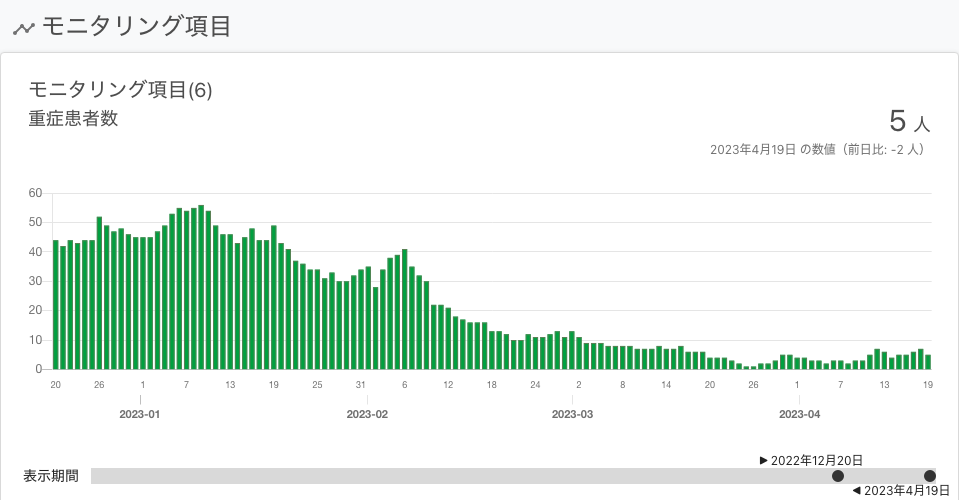 モニタリング項目
モニタリング項目(6)
重症患者数
5 人
2023年4月19日 の数値（前日比: -2 人）
60
50
40
30
20
10
0
20 26 1 7 13 19 25 31 6 12 18 24 2 8 14 20 26 1 7 13 19
2023-01 2023-02 2023-03 2023-04
▶ 2022年12月20日
表示期間
◀ 2023年4月19日